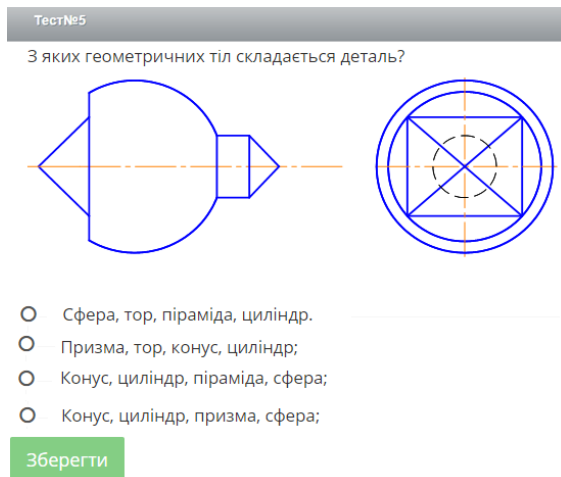 Тест№5
З яких геометричних тіл складається деталь?
Сфера, тор, піраміда, циліндр.
Призма, тор, конус, циліндр;
Конус, циліндр, піраміда, сфера;
Конус, циліндр, призма, сфера;
Зберегти